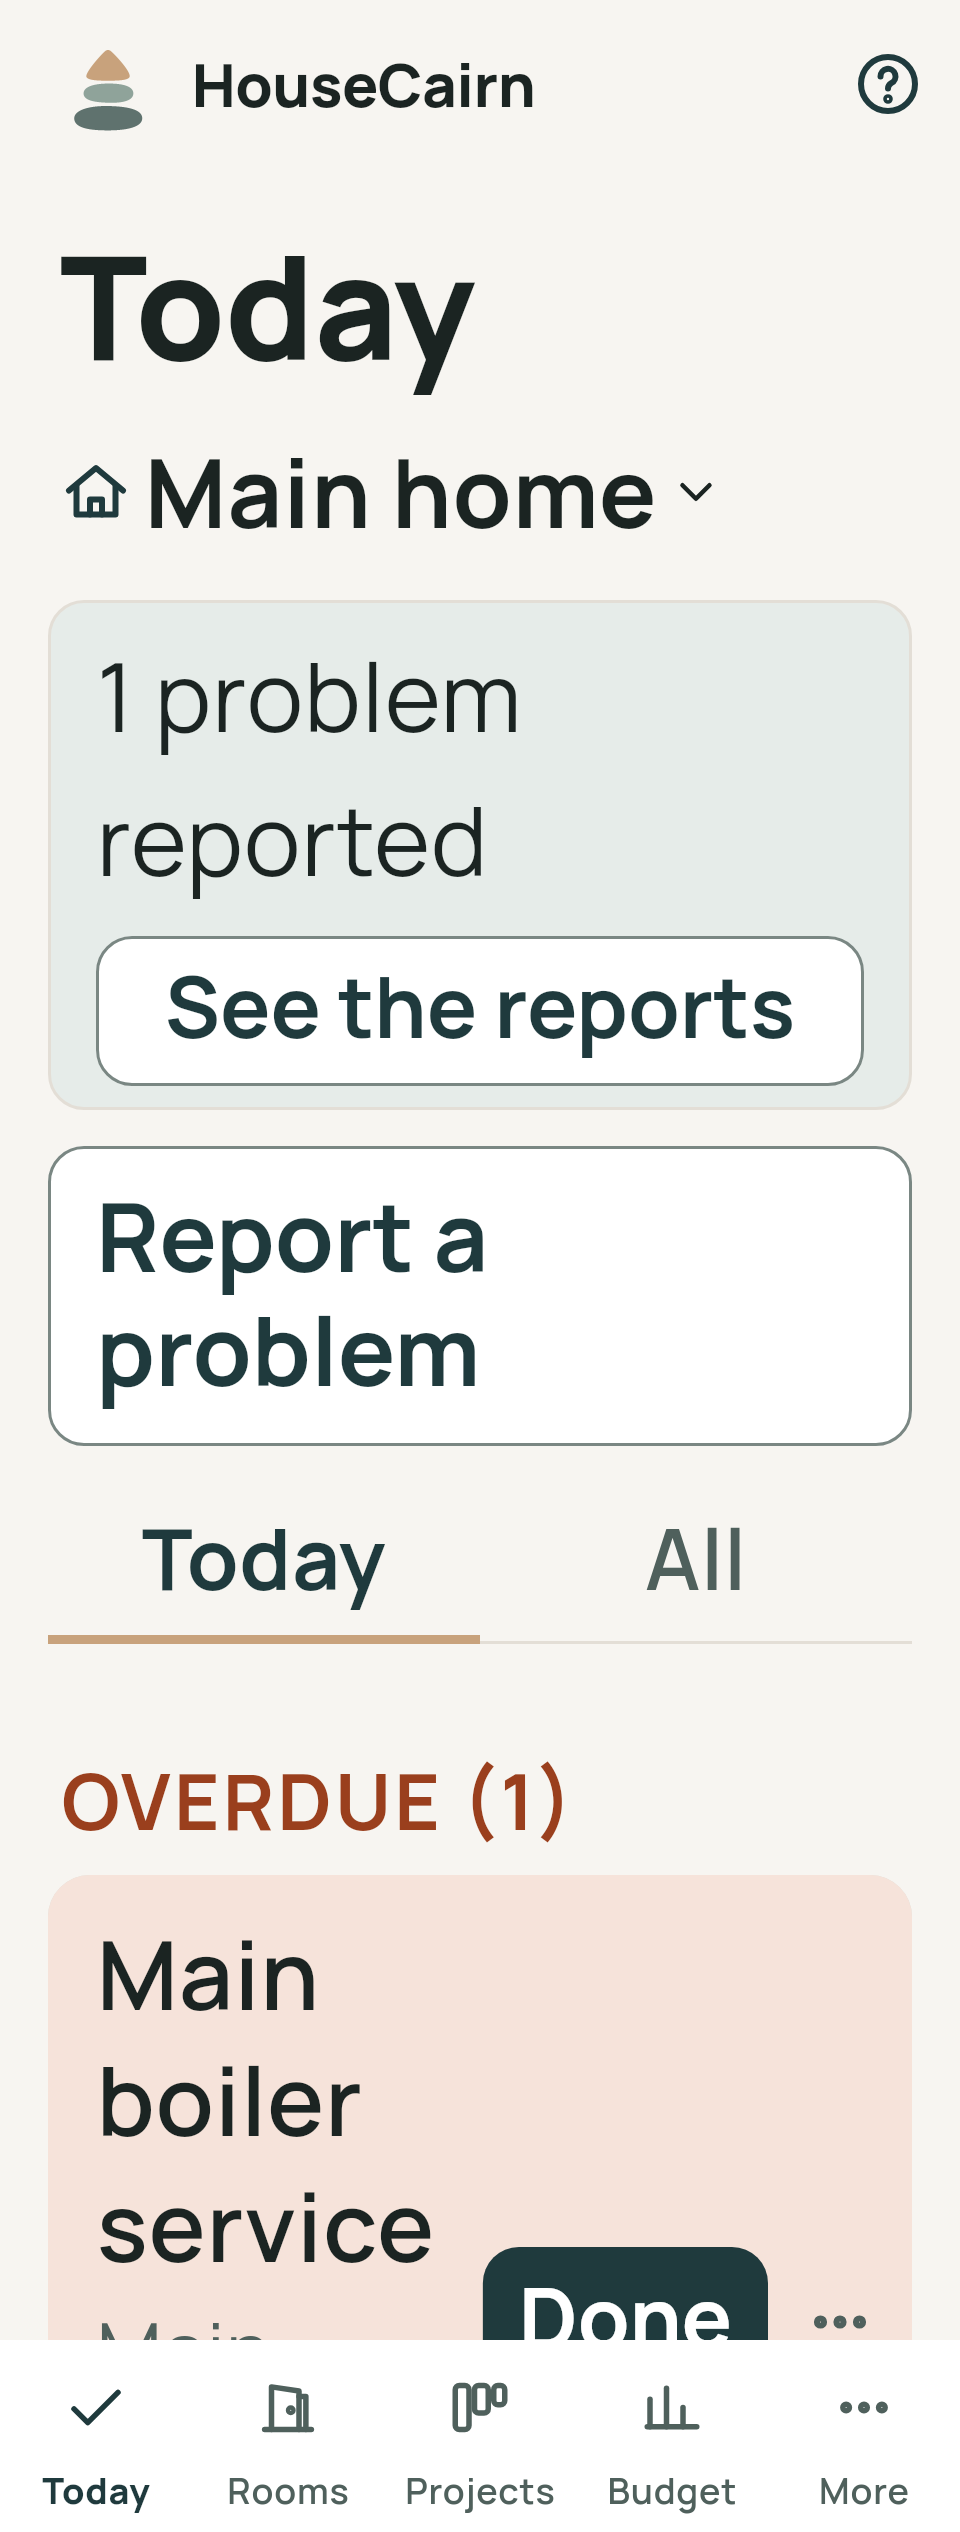 HouseCairn
Today
Main home
1 problem
reported
See the reports
Report a
problem
Today All
OVERDUE (1)
Main
boiler
service
Done
Today Rooms Projects Budget More